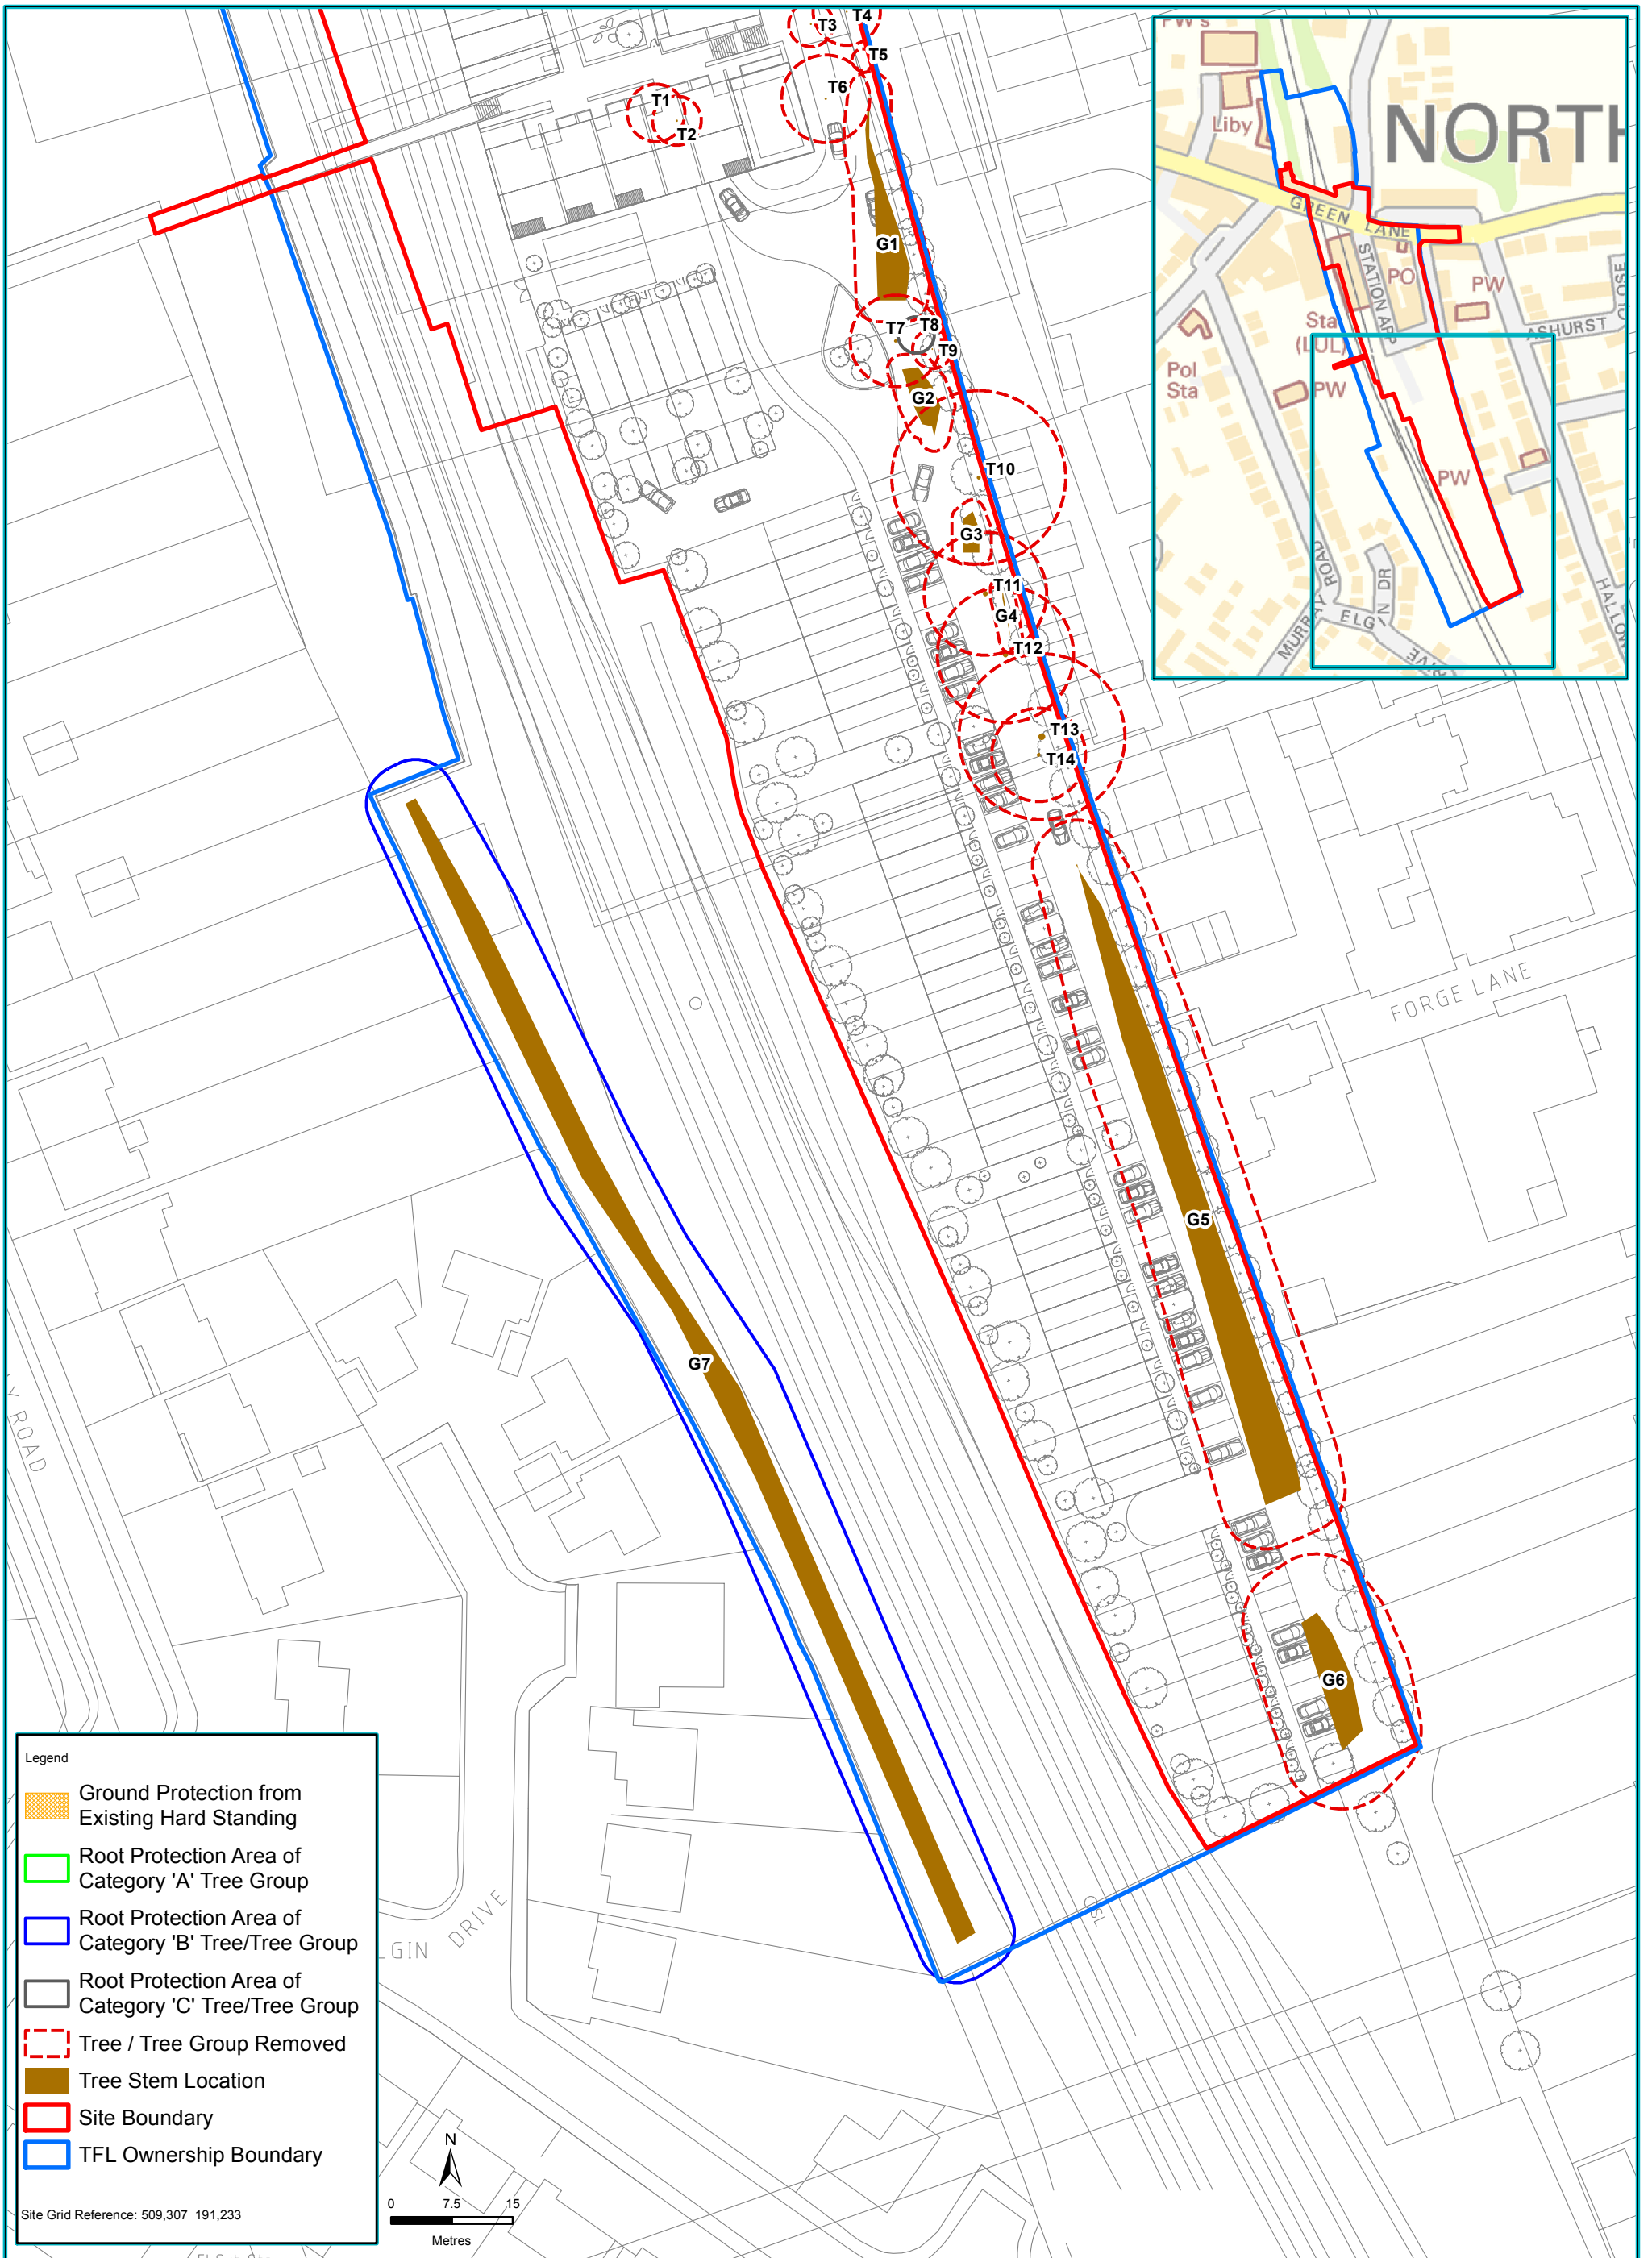 T3
T4
T5
T6
T1
T2
G1
T7
T8
T9
G2
T10
G3
T11
G4
T12
T13
T14
G5
G6
G7
FORGE LANE
ROAD
GIN DRIVE
CSL
PW's
Liby
NORTH
GREEN LANE
STATION APP
PO
PW
Sta
(LUL)
ASHURST
Pol
Sta
PW
PW
MURRAY ROAD
ELGIN DR
HALLOW
Legend
Ground Protection from
Existing Hard Standing
Root Protection Area of
Category 'A' Tree Group
Root Protection Area of
Category 'B' Tree/Tree Group
Root Protection Area of
Category 'C' Tree/Tree Group
Tree / Tree Group Removed
Tree Stem Location
Site Boundary
TFL Ownership Boundary
Site Grid Reference: 509,307 191,233
N
0 7.5 15
Metres